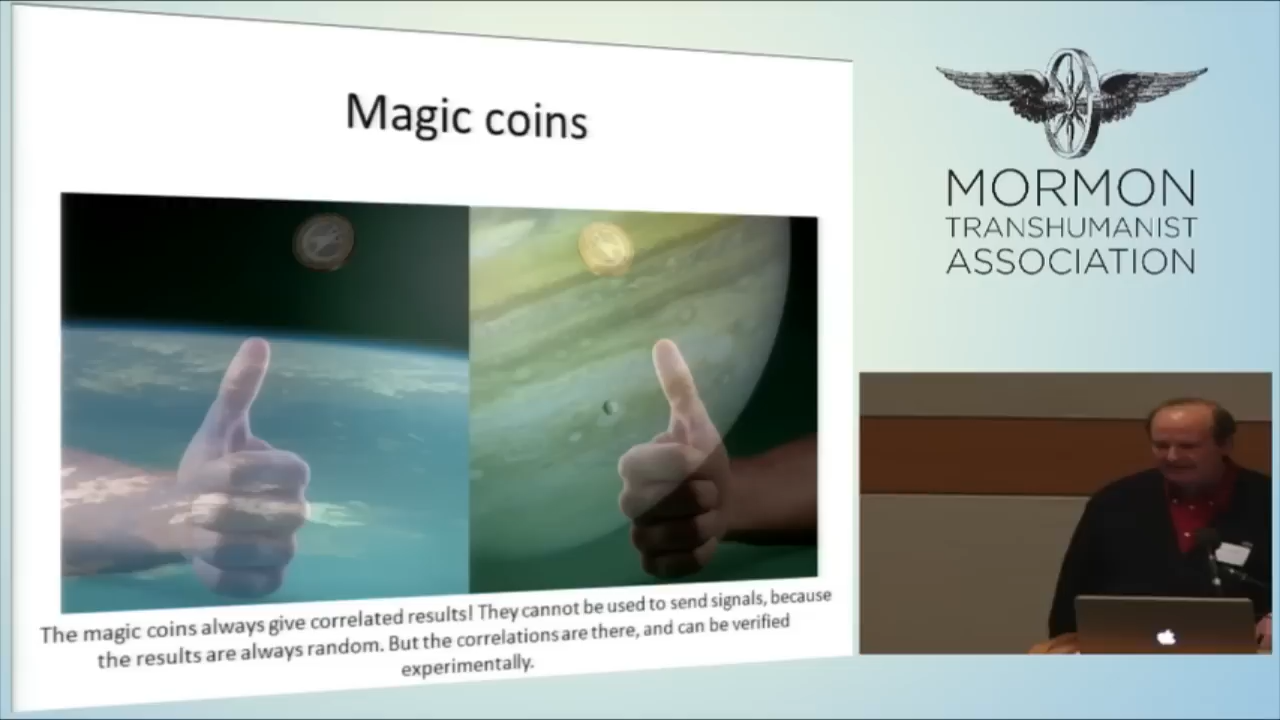 Magic coins
The magic coins always give correlated results! They cannot be used to send signals, because
the results are always random. But the correlations are there, and can be verified
experimentally.
MORMON
TRANSHUMANIST
ASSOCIATION